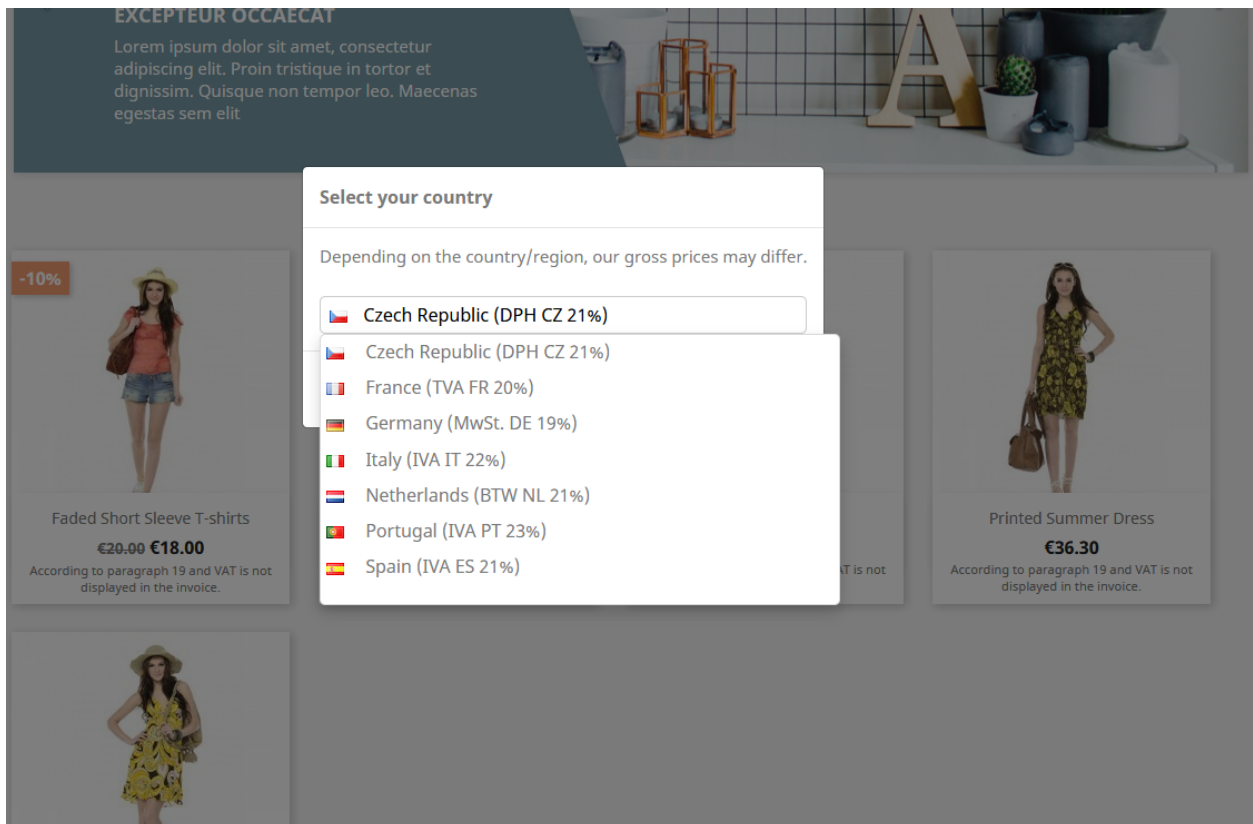 EXCEPTEUR OCCAECAT
Lorem ipsum dolor sit amet, consectetur
adipiscing elit. Proin tristique in tortor et
dignissim. Quisque non tempor leo. Maecenas
egestas sem elit
A
Select your country
Depending on the country/region, our gross prices may differ.
Czech Republic (DPH CZ 21%)
Czech Republic (DPH CZ 21%)
France (TVA FR 20%)
Germany (MwSt. DE 19%)
Italy (IVA IT 22%)
Netherlands (BTW NL 21%)
Portugal (IVA PT 23%)
Spain (IVA ES 21%)
-10%
Faded Short Sleeve T-shirts
€20.00 €18.00
According to paragraph 19 and VAT is not
displayed in the invoice.
AT is not
Printed Summer Dress
€36.30
According to paragraph 19 and VAT is not
displayed in the invoice.